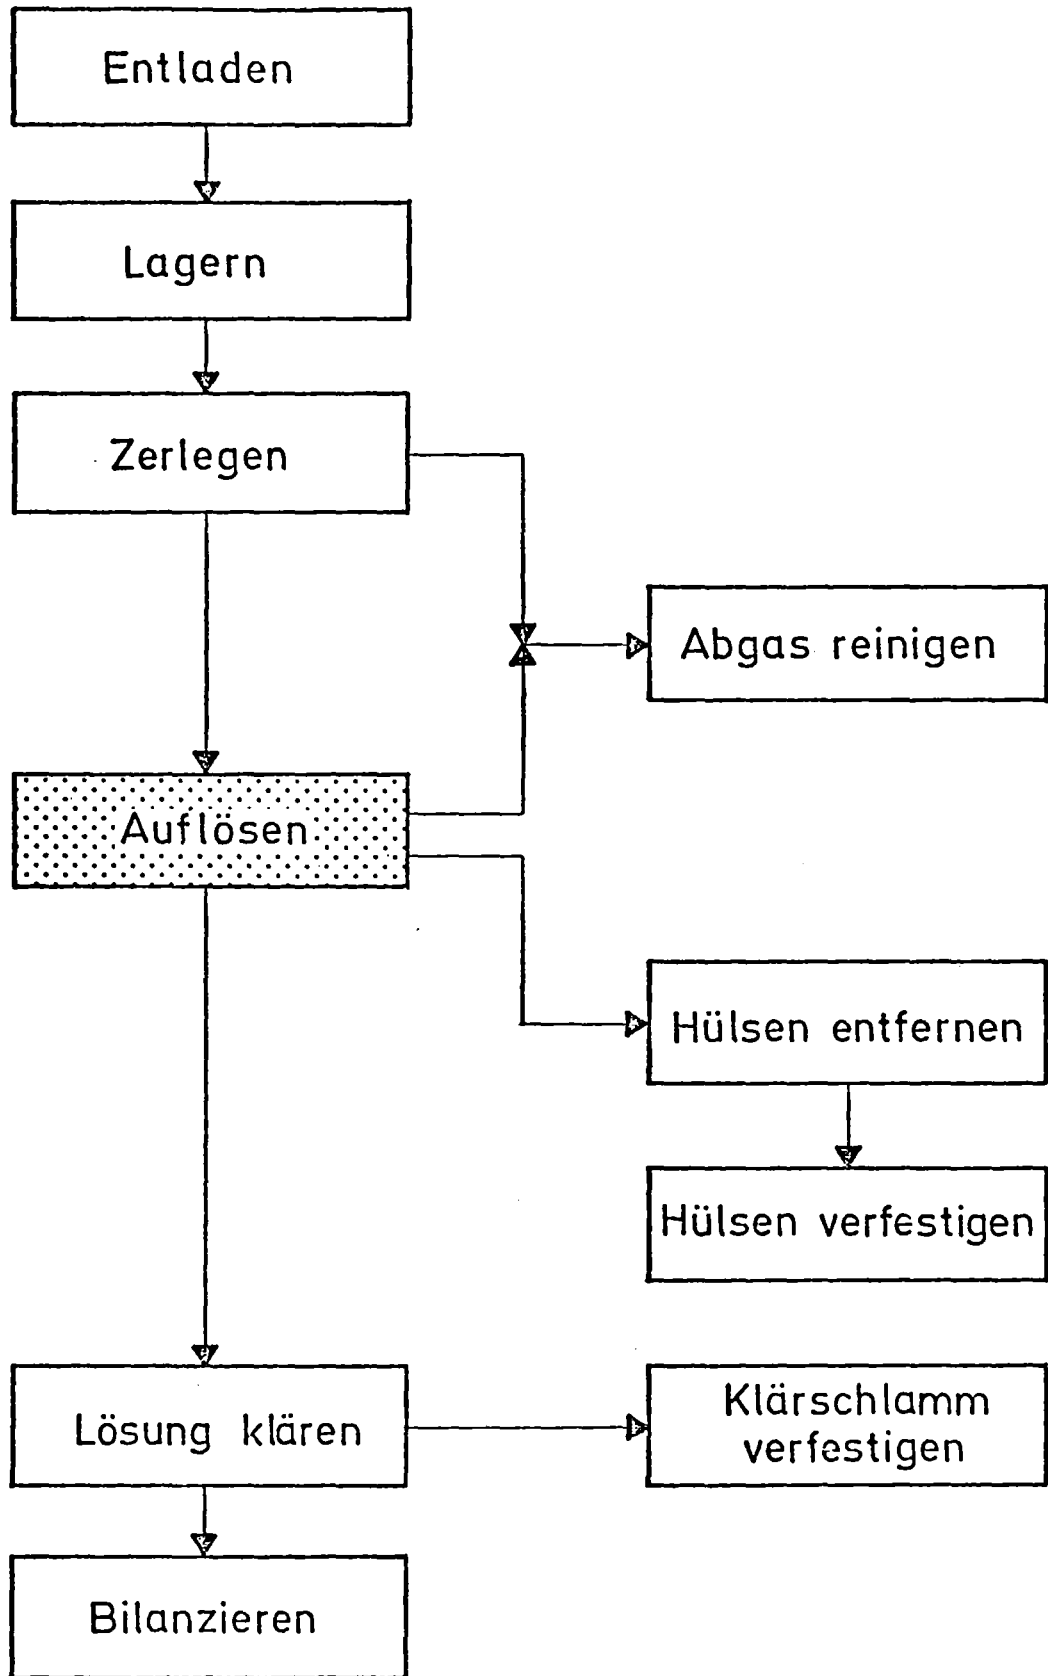 Entladen
Lagern
Zerlegen
Abgas reinigen
Auflösen
Hülsen entfernen
Hülsen verfestigen
Lösung klären
Klärschlamm
verfestigen
Bilanzieren